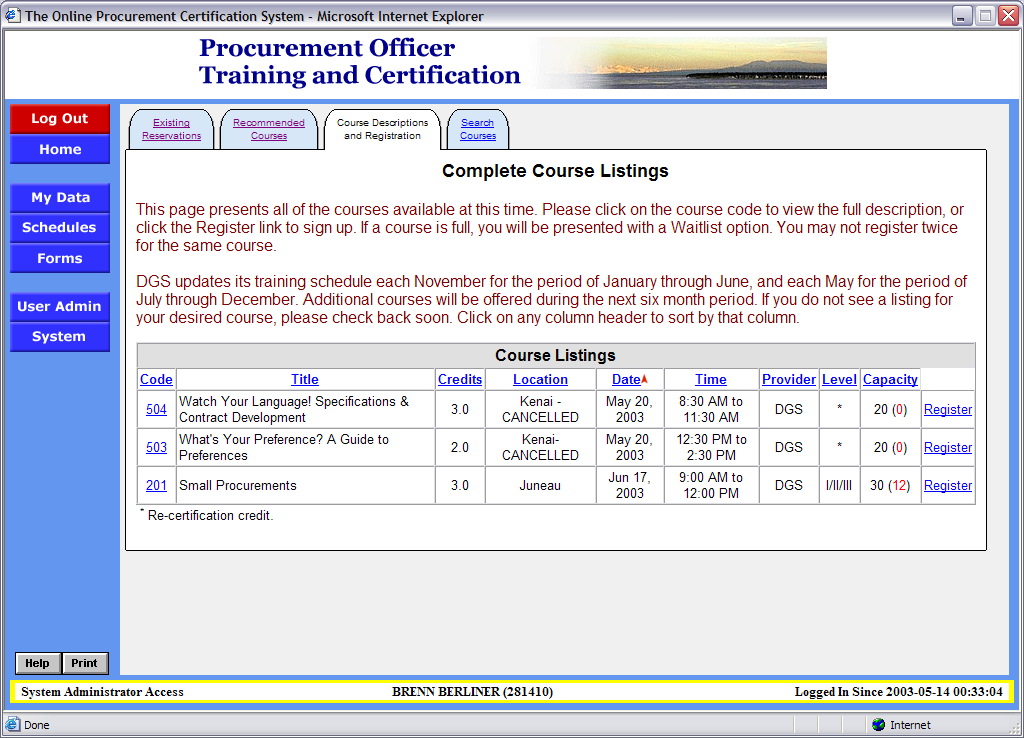 The Online Procurement Certification System - Microsoft Internet Explorer
Procurement Officer
Training and Certification
Log Out
Home
My Data
Schedules
Forms
User Admin
System
Existing
Reservations
Recommended
Courses
Course Descriptions
and Registration
Search
Courses
Complete Course Listings
This page presents all of the courses available at this time. Please click on the course code to view the full description, or
click the Register link to sign up. If a course is full, you will be presented with a Waitlist option. You may not register twice
for the same course.
DGS updates its training schedule each November for the period of January through June, and each May for the period of
July through December. Additional courses will be offered during the next six month period. If you do not see a listing for
your desired course, please check back soon. Click on any column header to sort by that column.
Course Listings
Code Title Credits Location Date Time Provider Level Capacity
504 Watch Your Language! Specifications & Contract Development 3.0 Kenai - CANCELLED May 20, 2003 8:30 AM to 11:30 AM DGS * 20 (0) Register
503 What's Your Preference? A Guide to Preferences 2.0 Kenai- CANCELLED May 20, 2003 12:30 PM to 2:30 PM DGS * 20 (0) Register
201 Small Procurements 3.0 Juneau Jun 17, 2003 9:00 AM to 12:00 PM DGS I/II/III 30 (12) Register
* Re-certification credit.
Help Print
System Administrator Access BRENN BERLINER (281410) Logged In Since 2003-05-14 00:33:04
Done Internet